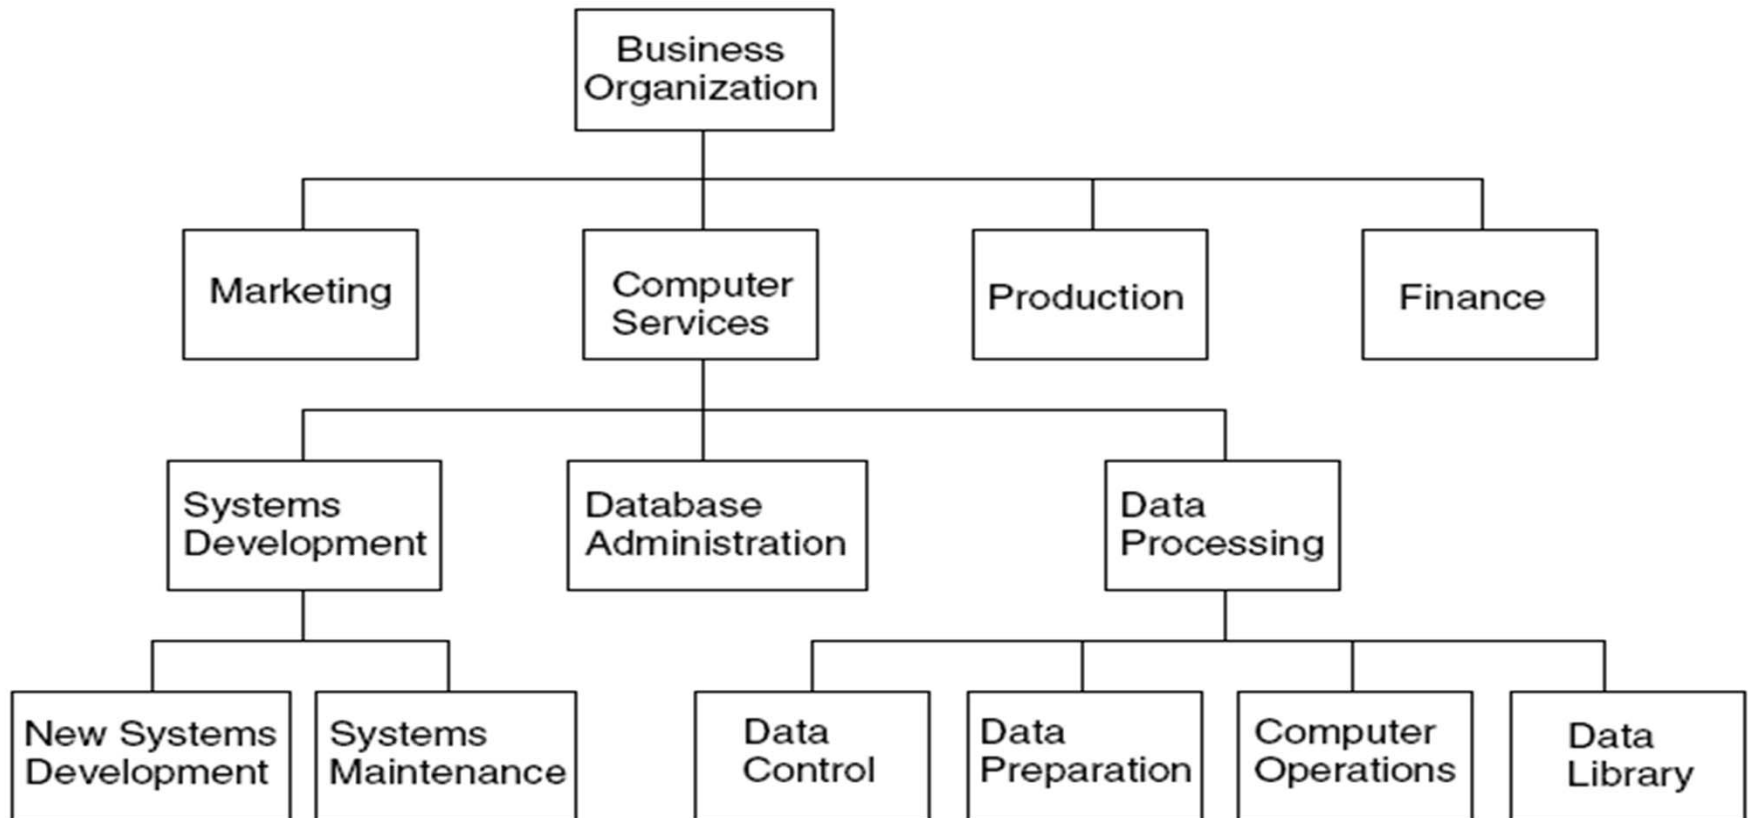 Business
Organization
Marketing
Computer
Services
Production
Finance
Systems
Development
Database
Administration
Data
Processing
New Systems
Development
Systems
Maintenance
Data
Control
Data
Preparation
Computer
Operations
Data
Library